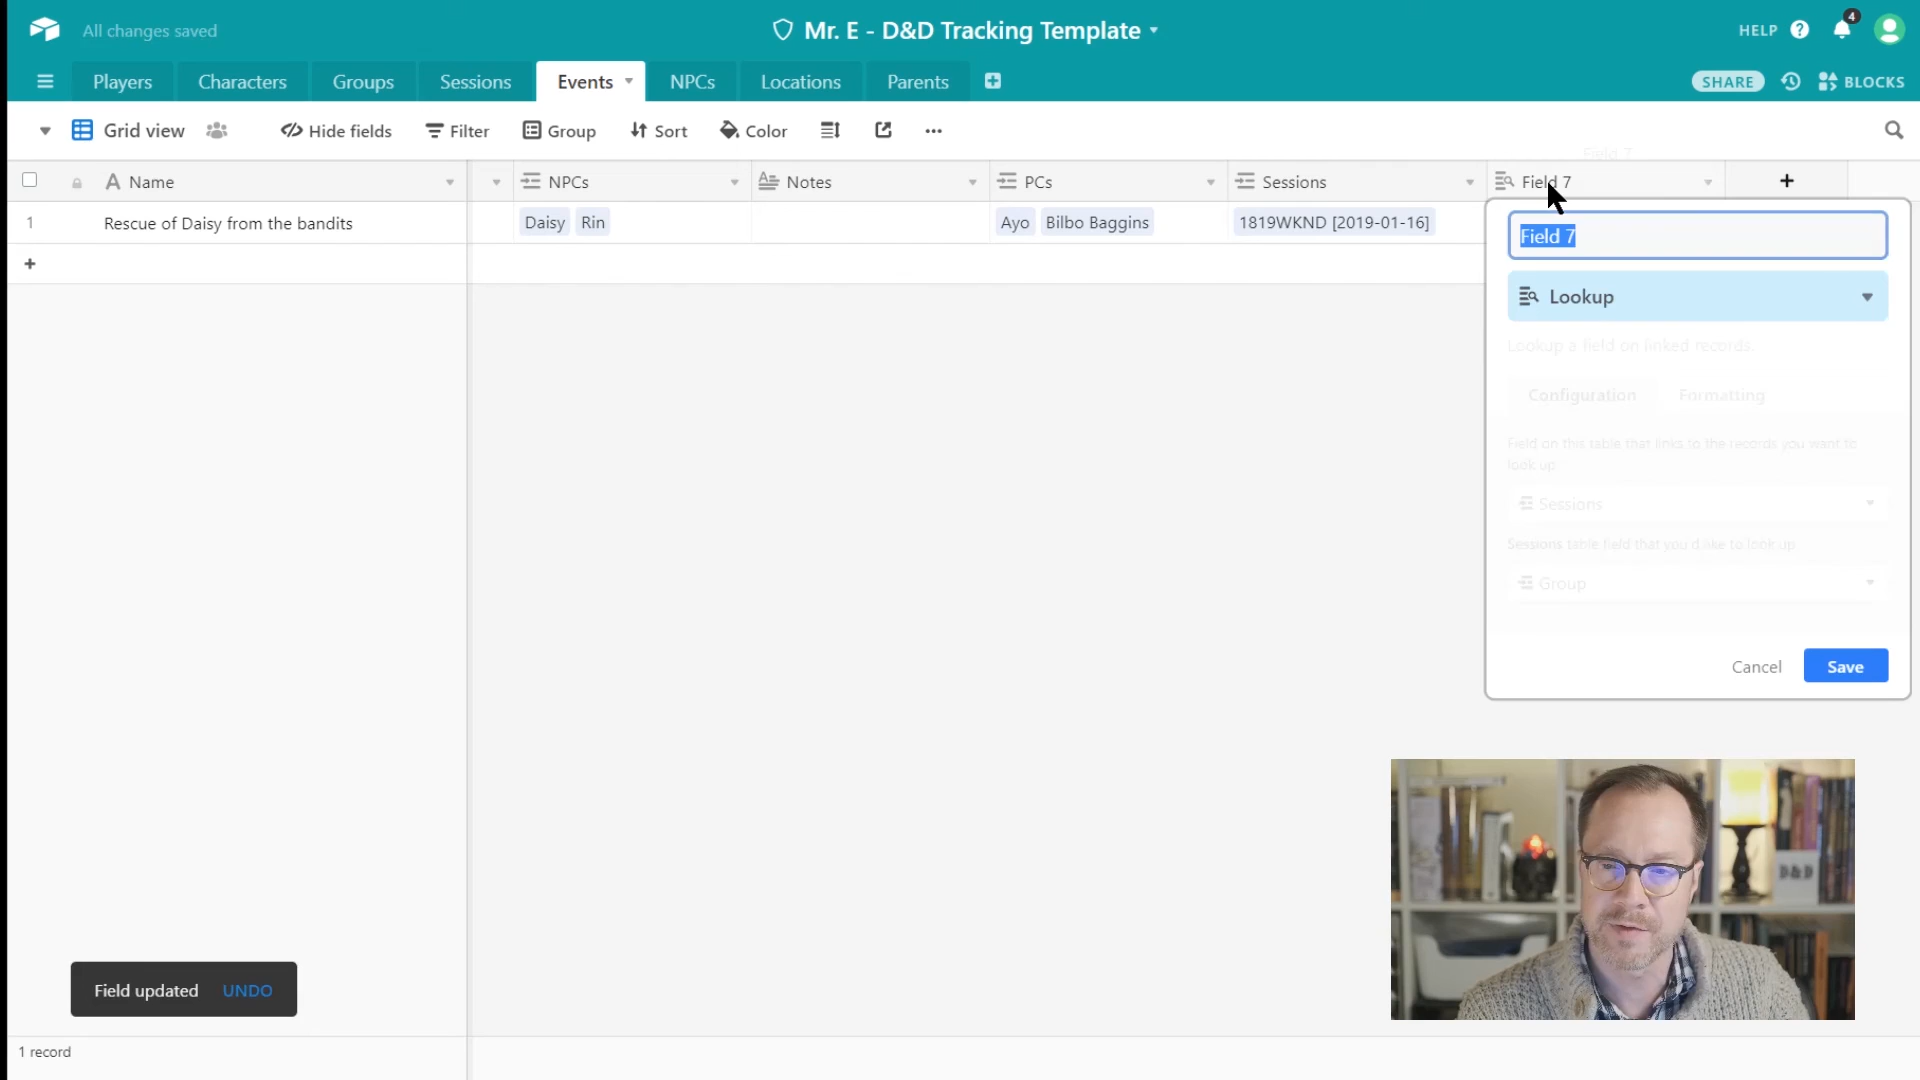 All changes saved
Mr. E - D&D Tracking Template
HELP
4
Players
Characters
Groups
Sessions
Events
NPCs
Locations
Parents
SHARE
BLOCKS
Grid view
Hide fields
Filter
Group
Sort
Color
Field 7
Name
NPCs
Notes
PCs
Sessions
Field 7
1
Rescue of Daisy from the bandits
Daisy
Rin
Ayo
Bilbo Baggins
1819WKND [2019-01-16]
Field 7
Lookup
Lookup a field on linked records.
Configuration
Formatting
Field on this table that links to the records you want to
look up
Sessions
Sessions table field that you'd like to look up
Group
Cancel
Save
D&D
Field updated
UNDO
1 record